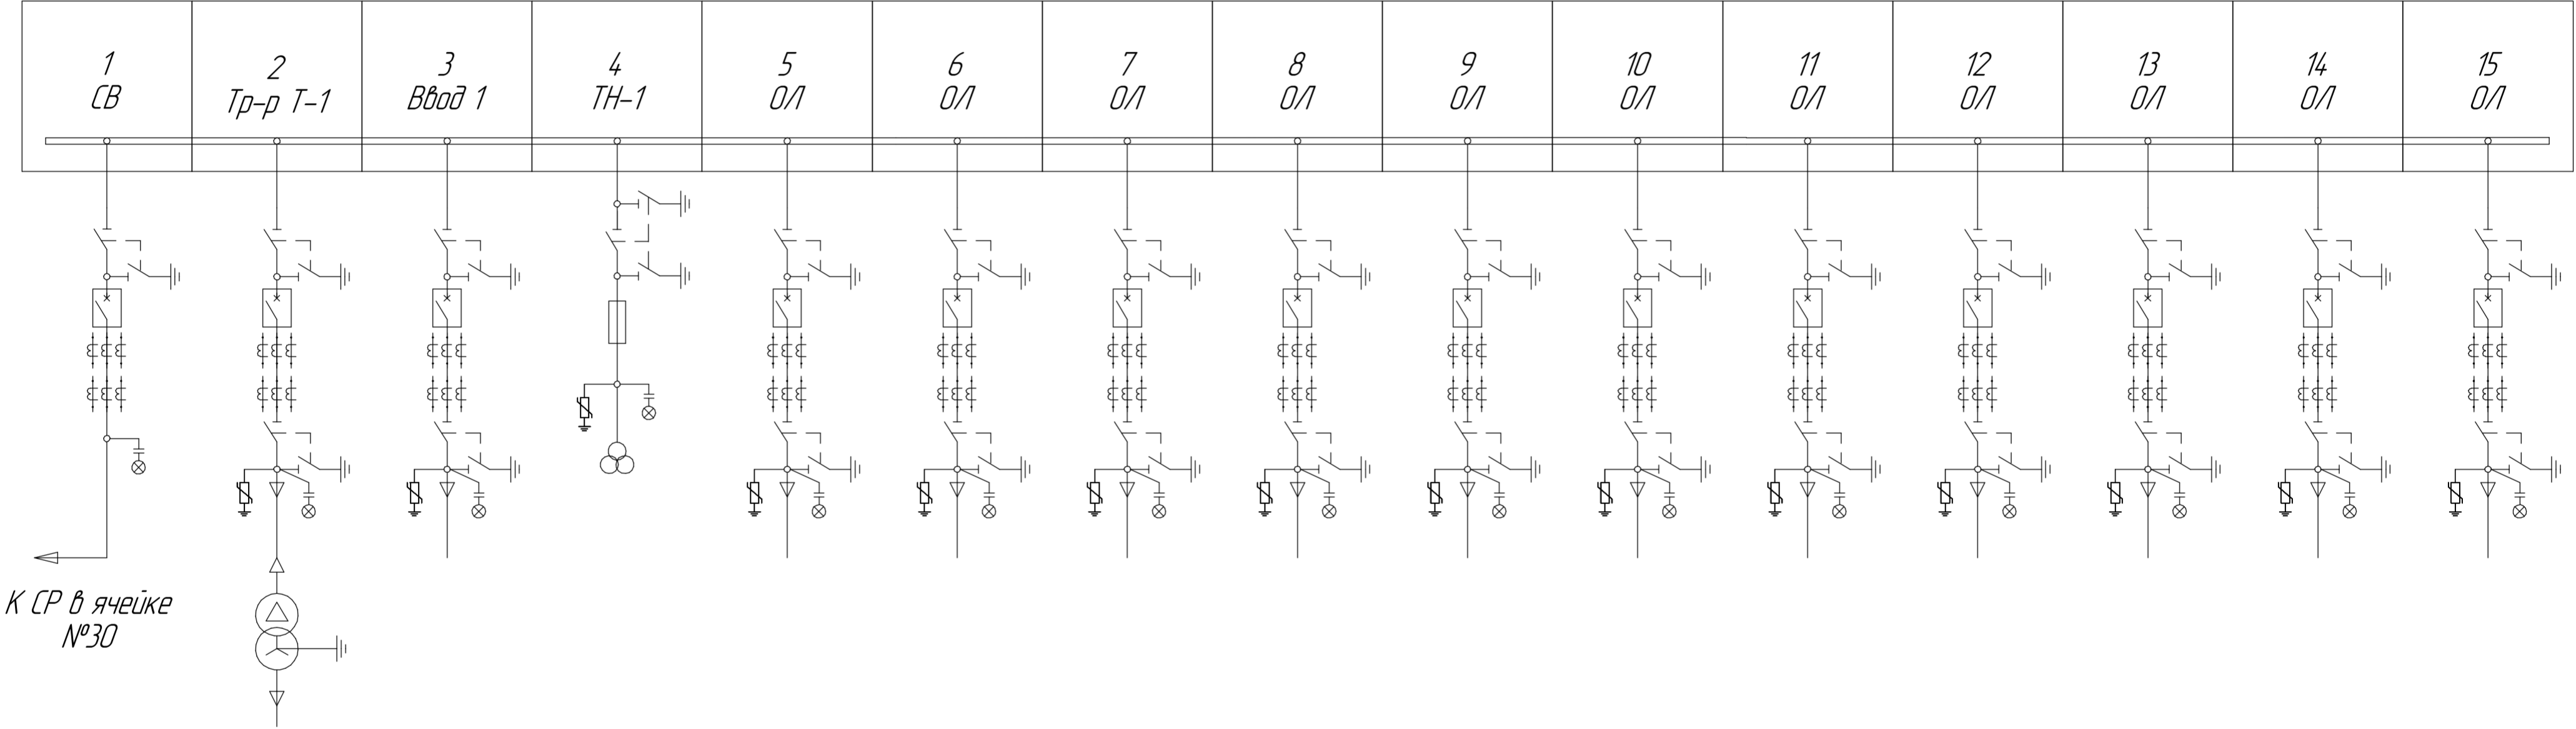 1
СВ
2
Тр-р Т-1
3
Ввод 1
4
ТН-1
5
ОЛ
6
ОЛ
7
ОЛ
8
ОЛ
9
ОЛ
10
ОЛ
11
ОЛ
12
ОЛ
13
ОЛ
14
ОЛ
15
ОЛ
К СР в ячейке
№30